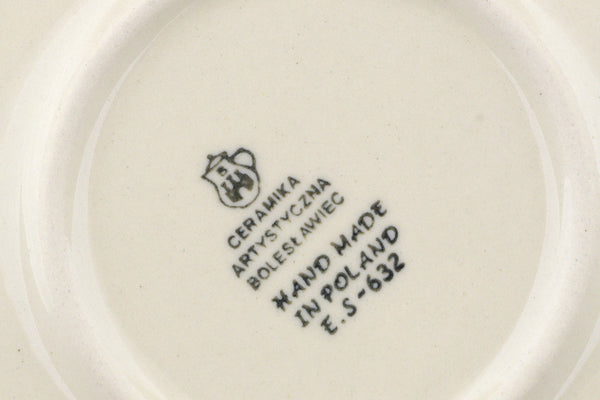 CERAMIKA
ARTYSTYCZNA
BOLESŁAWIEC
HAND MADE
IN POLAND
E.S-632